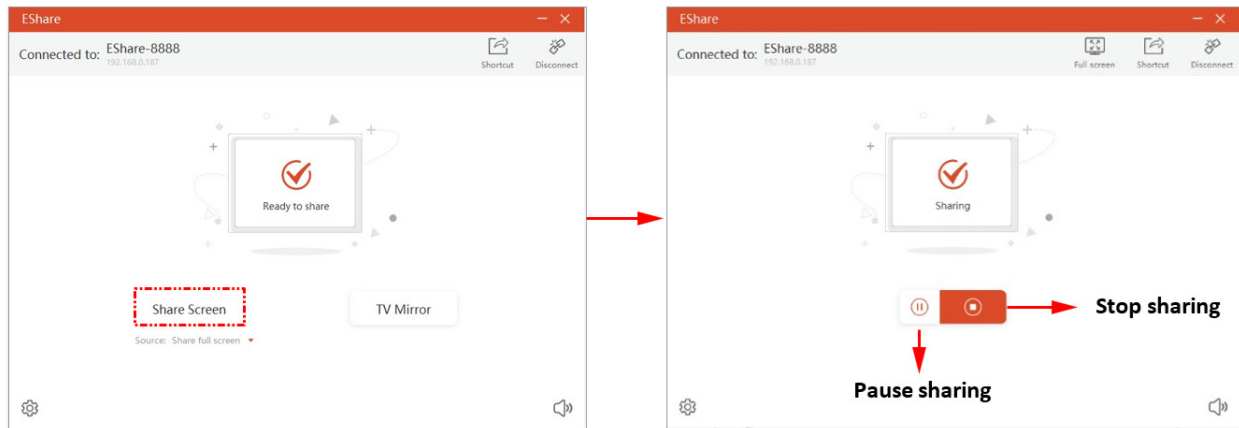 EShare
Connected to: EShare-8888
192.168.0.187
Shortcut
Disconnect
Ready to share
Share Screen
TV Mirror
Source: Share full screen
EShare
Connected to: EShare-8888
192.168.0.187
Full screen
Shortcut
Disconnect
Sharing
Stop sharing
Pause sharing